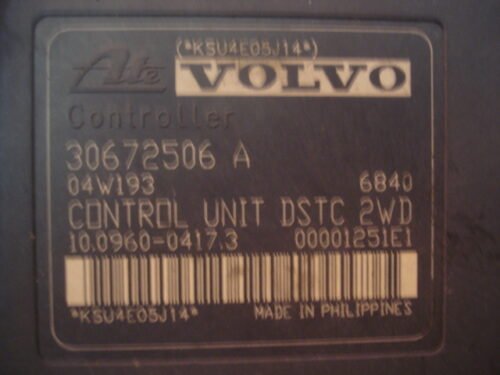 (*KSU4E05J14*)
Ate VOLVO
Controller
30672506 A
04W193 6840
CONTROL UNIT DSTC 2WD
10.0960-0417.3 00001251E1
*KSU4E05J14* MADE IN PHILIPPINES